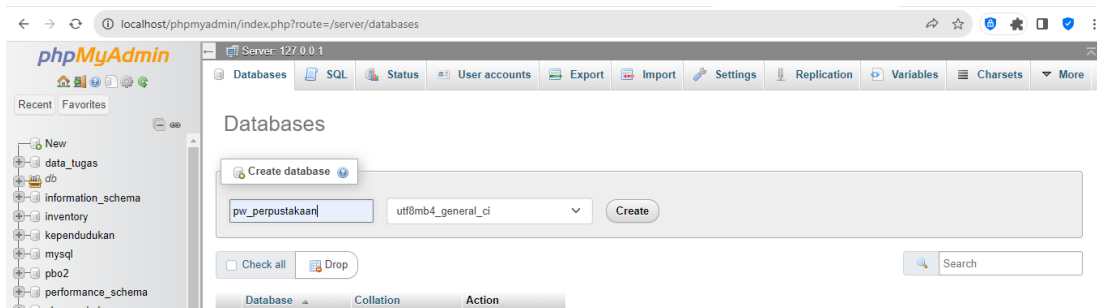 localhost/phpmyadmin/index.php?route=/server/databases
phpMyAdmin
Recent Favorites
New
data_tugas
db
information_schema
inventory
kependudukan
mysql
pbo2
performance_schema
Server: 127.0.0.1
Databases SQL Status User accounts Export Import Settings Replication Variables Charsets More
Databases
Create database
pw_perpustakaan utf8mb4_general_ci Create
Check all Drop Search
Database Collation Action